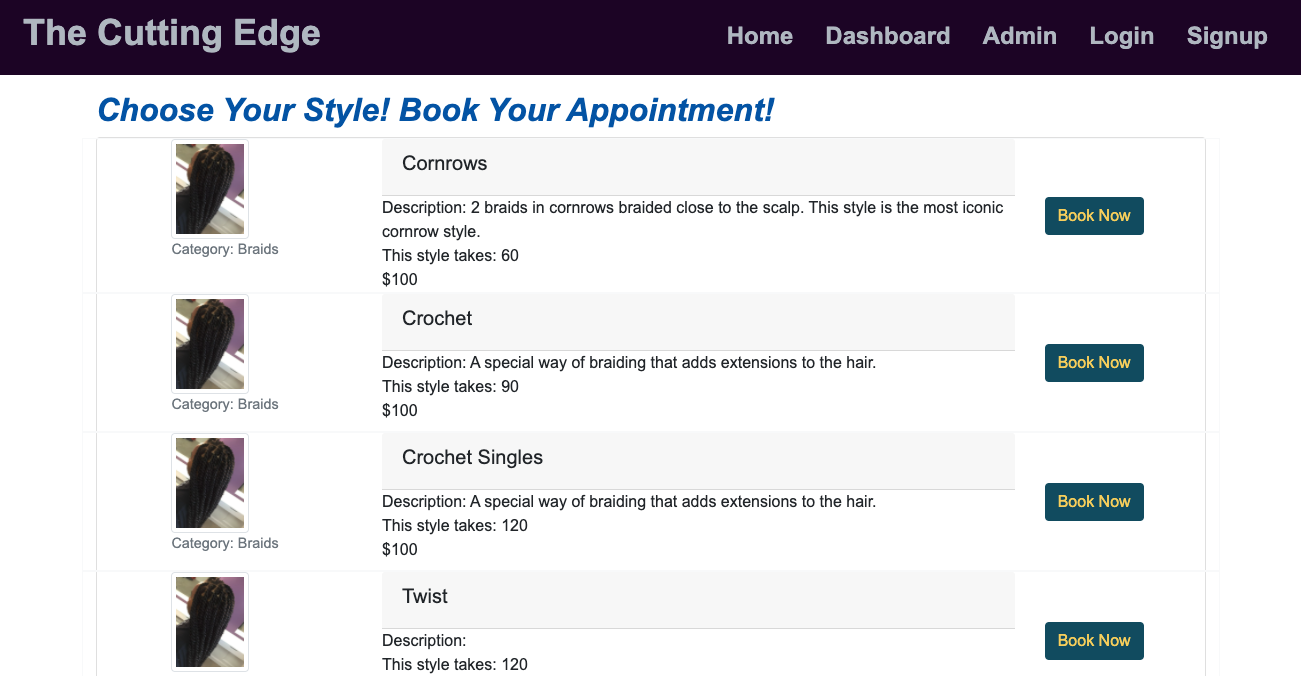 The Cutting Edge
Home Dashboard Admin Login Signup
Choose Your Style! Book Your Appointment!
Cornrows
Description: 2 braids in cornrows braided close to the scalp. This style is the most iconic
cornrow style.
This style takes: 60
$100
Category: Braids
Book Now
Crochet
Description: A special way of braiding that adds extensions to the hair.
This style takes: 90
$100
Category: Braids
Book Now
Crochet Singles
Description: A special way of braiding that adds extensions to the hair.
This style takes: 120
$100
Category: Braids
Book Now
Twist
Description:
This style takes: 120
Book Now